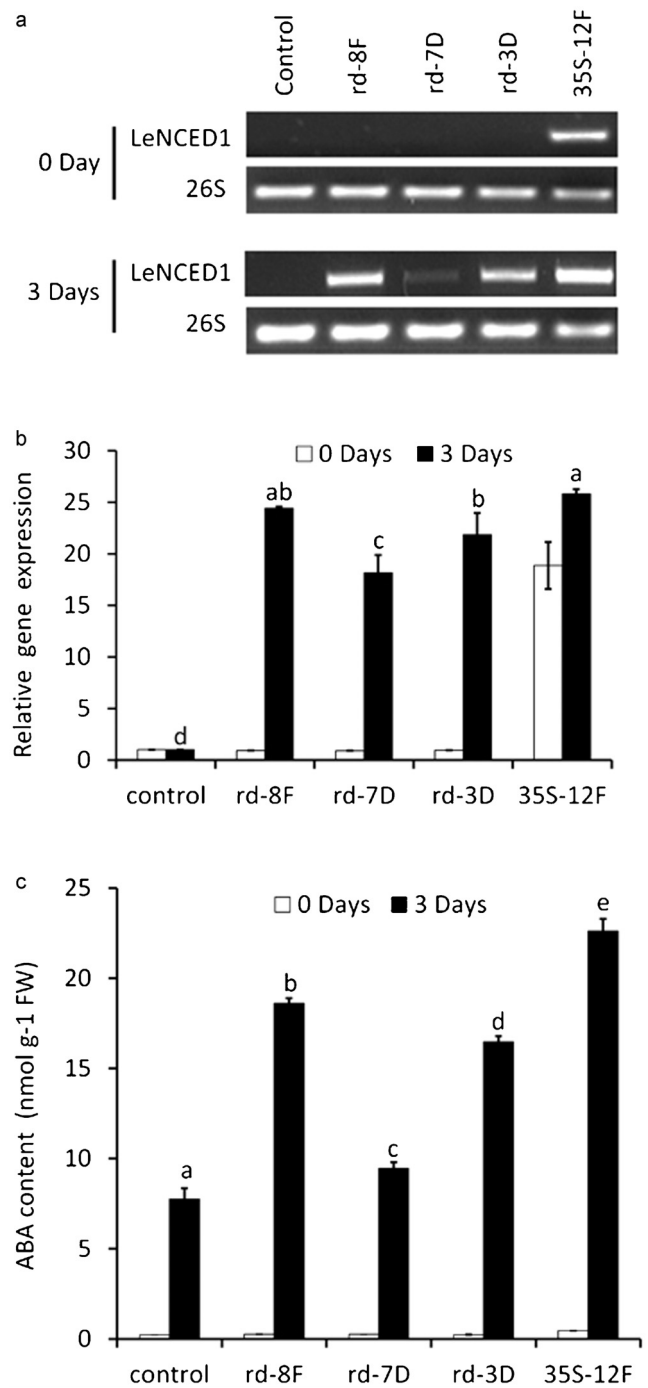 a
Control rd-8F rd-7D rd-3D 35S-12F
0 Day
LeNCED1
26S
3 Days
LeNCED1
26S
b
Relative gene expression
30
25
20
15
10
5
0
0 Days 3 Days
d
ab
c
b
a
control rd-8F rd-7D rd-3D 35S-12F
c
ABA content (nmol g-1 FW)
25
20
15
10
5
0
0 Days 3 Days
a
b
c
d
e
control rd-8F rd-7D rd-3D 35S-12F